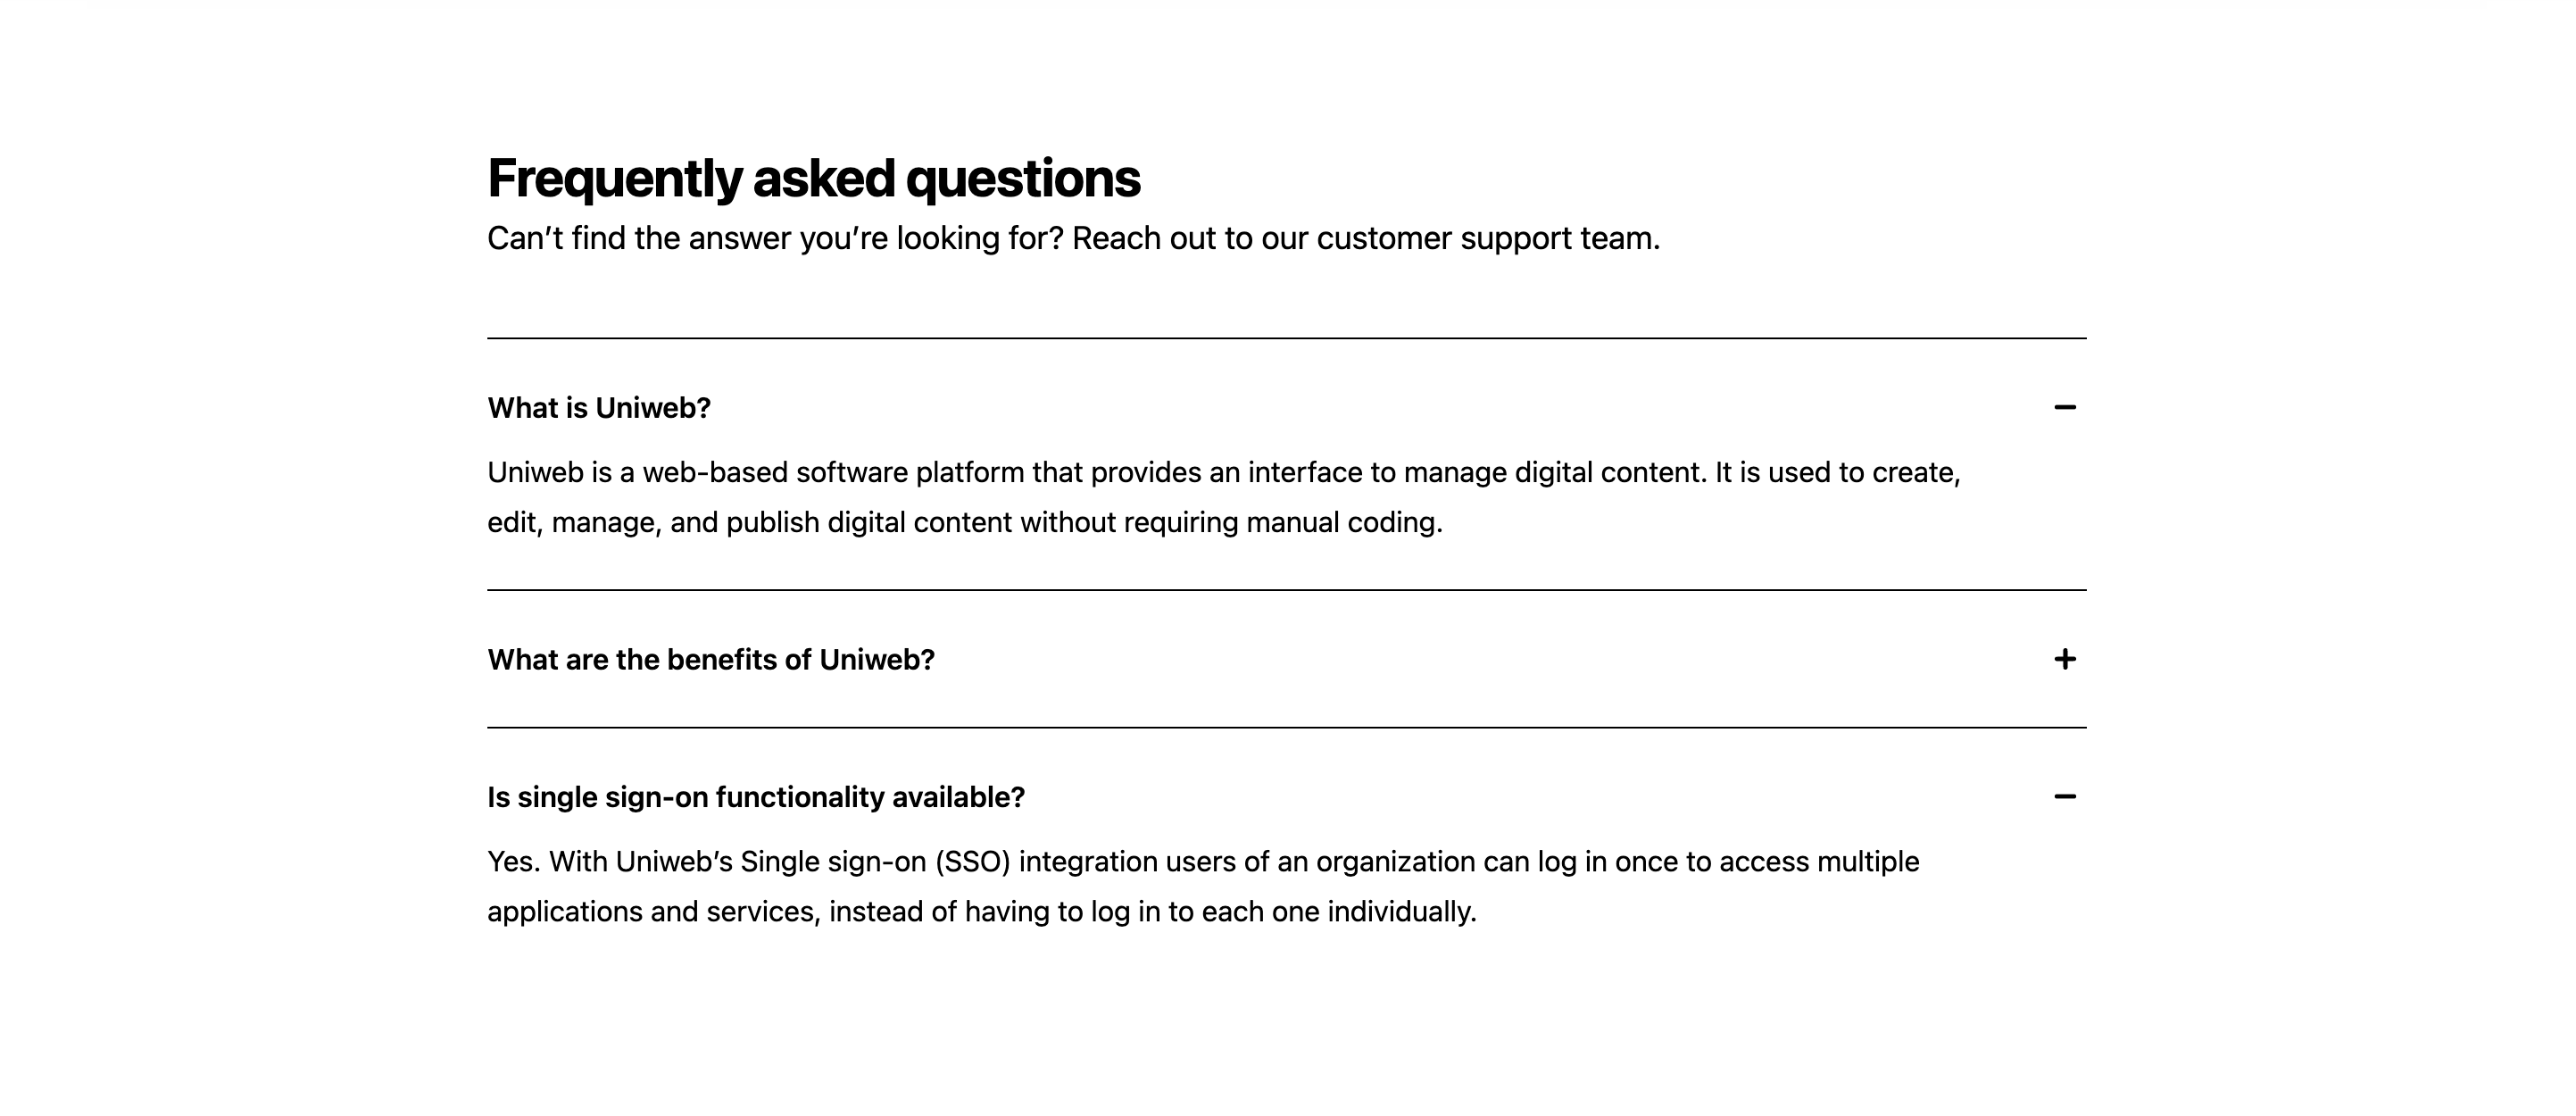 Frequently asked questions
Can’t find the answer you’re looking for? Reach out to our customer support team.
What is Uniweb?
Uniweb is a web-based software platform that provides an interface to manage digital content. It is used to create,
edit, manage, and publish digital content without requiring manual coding.
What are the benefits of Uniweb?
Is single sign-on functionality available?
Yes. With Uniweb’s Single sign-on (SSO) integration users of an organization can log in once to access multiple
applications and services, instead of having to log in to each one individually.